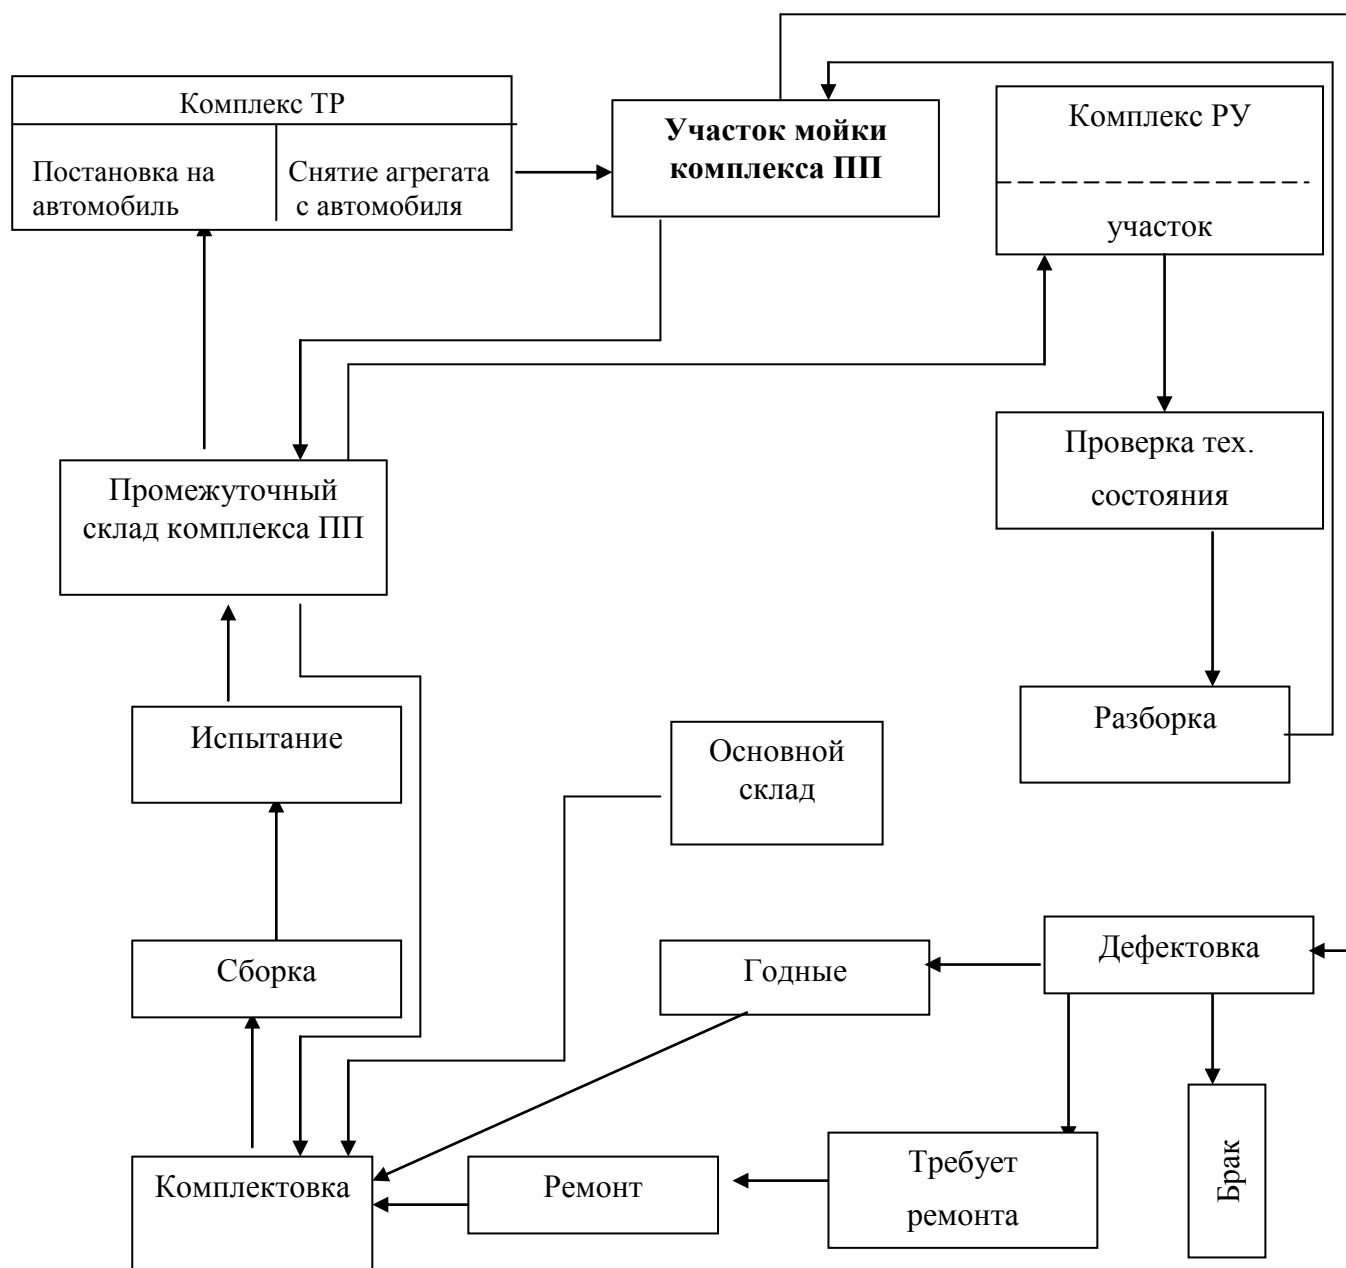 Комплекс ТР
Постановка на
автомобиль
Снятие агрегата
с автомобиля
Участок мойки
комплекса ПП
Комплекс РУ
участок
Проверка тех.
состояния
Промежуточный
склад комплекса ПП
Испытание
Основной
склад
Разборка
Сборка
Годные
Дефектовка
Комплектовка
Ремонт
Требует
ремонта
Брак